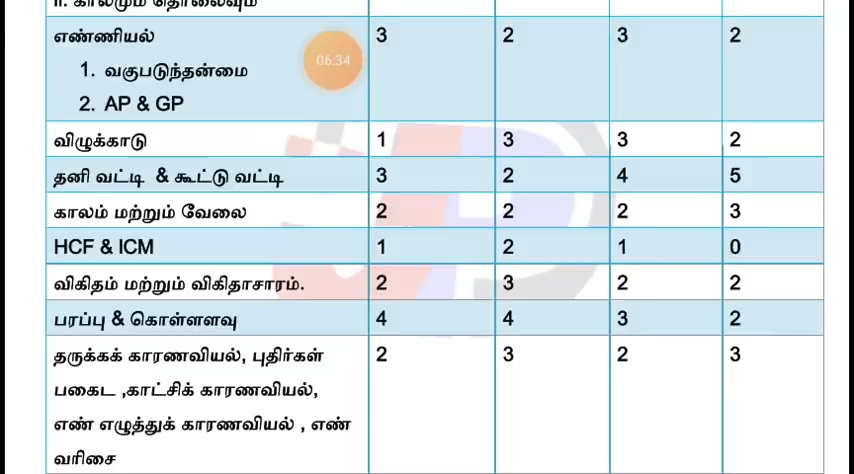 II. காலமும் தொலைவும்
எண்ணியல் 3 2 3 2
06:34
1. வகுபடுந்தன்மை
2. AP & GP
விழுக்காடு 1 3 3 2
தனி வட்டி & கூட்டு வட்டி 3 2 4 5
காலம் மற்றும் வேலை 2 2 2 3
HCF & ICM 1 2 1 0
விகிதம் மற்றும் விகிதாசாரம். 2 3 2 2
பரப்பு & கொள்ளளவு 4 4 3 2
தருக்கக் காரணவியல், புதிர்கள் 2 3 2 3
பகைட ,காட்சிக் காரணவியல்,
எண் எழுத்துக் காரணவியல் , எண்
வரிசை